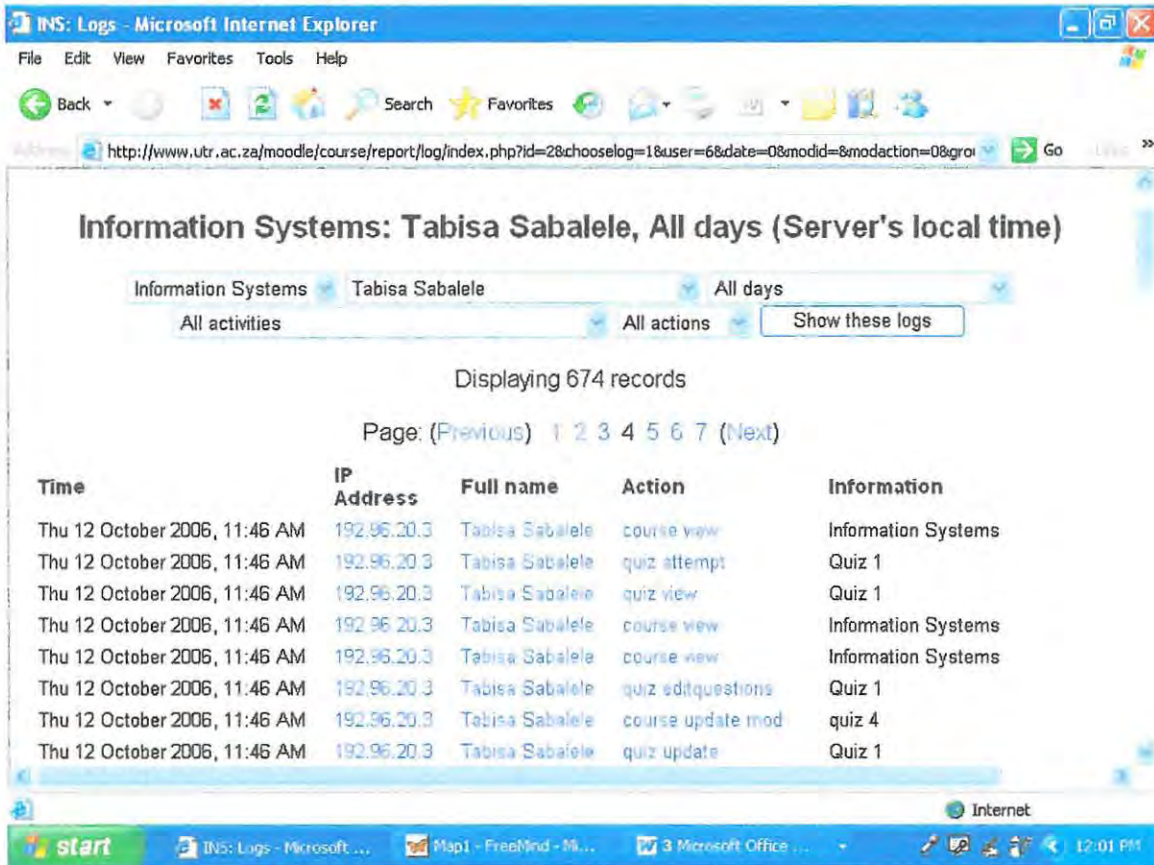 INS: Logs - Microsoft Internet Explorer
File Edit View Favorites Tools Help
Back Search Favorites
http://www.utr.ac.za/moodle/course/report/log/index.php?id=2&chooselog=1&user=6&date=0&modid=&modaction=0&grou Go
Information Systems: Tabisa Sabalele, All days (Server's local time)
Information Systems Tabisa Sabalele All days
All activities All actions Show these logs
Displaying 674 records
Page: (Previous) 1 2 3 4 5 6 7 (Next)
Time IP Address Full name Action Information
Thu 12 October 2006, 11:46 AM 192.96.20.3 Tabisa Sabalele course view Information Systems
Thu 12 October 2006, 11:46 AM 192.96.20.3 Tabisa Sabalele quiz attempt Quiz 1
Thu 12 October 2006, 11:46 AM 192.96.20.3 Tabisa Sabalele quiz view Quiz 1
Thu 12 October 2006, 11:46 AM 192.96.20.3 Tabisa Sabalele course view Information Systems
Thu 12 October 2006, 11:46 AM 192.96.20.3 Tabisa Sabalele course view Information Systems
Thu 12 October 2006, 11:46 AM 192.96.20.3 Tabisa Sabalele quiz editquestions Quiz 1
Thu 12 October 2006, 11:46 AM 192.96.20.3 Tabisa Sabalele course update mod quiz 4
Thu 12 October 2006, 11:46 AM 192.96.20.3 Tabisa Sabalele quiz update Quiz 1
Internet
start INS: Logs - Microsoft ... Map1 - FreeMind - Mi... 3 Microsoft Office ... 12:01 PM